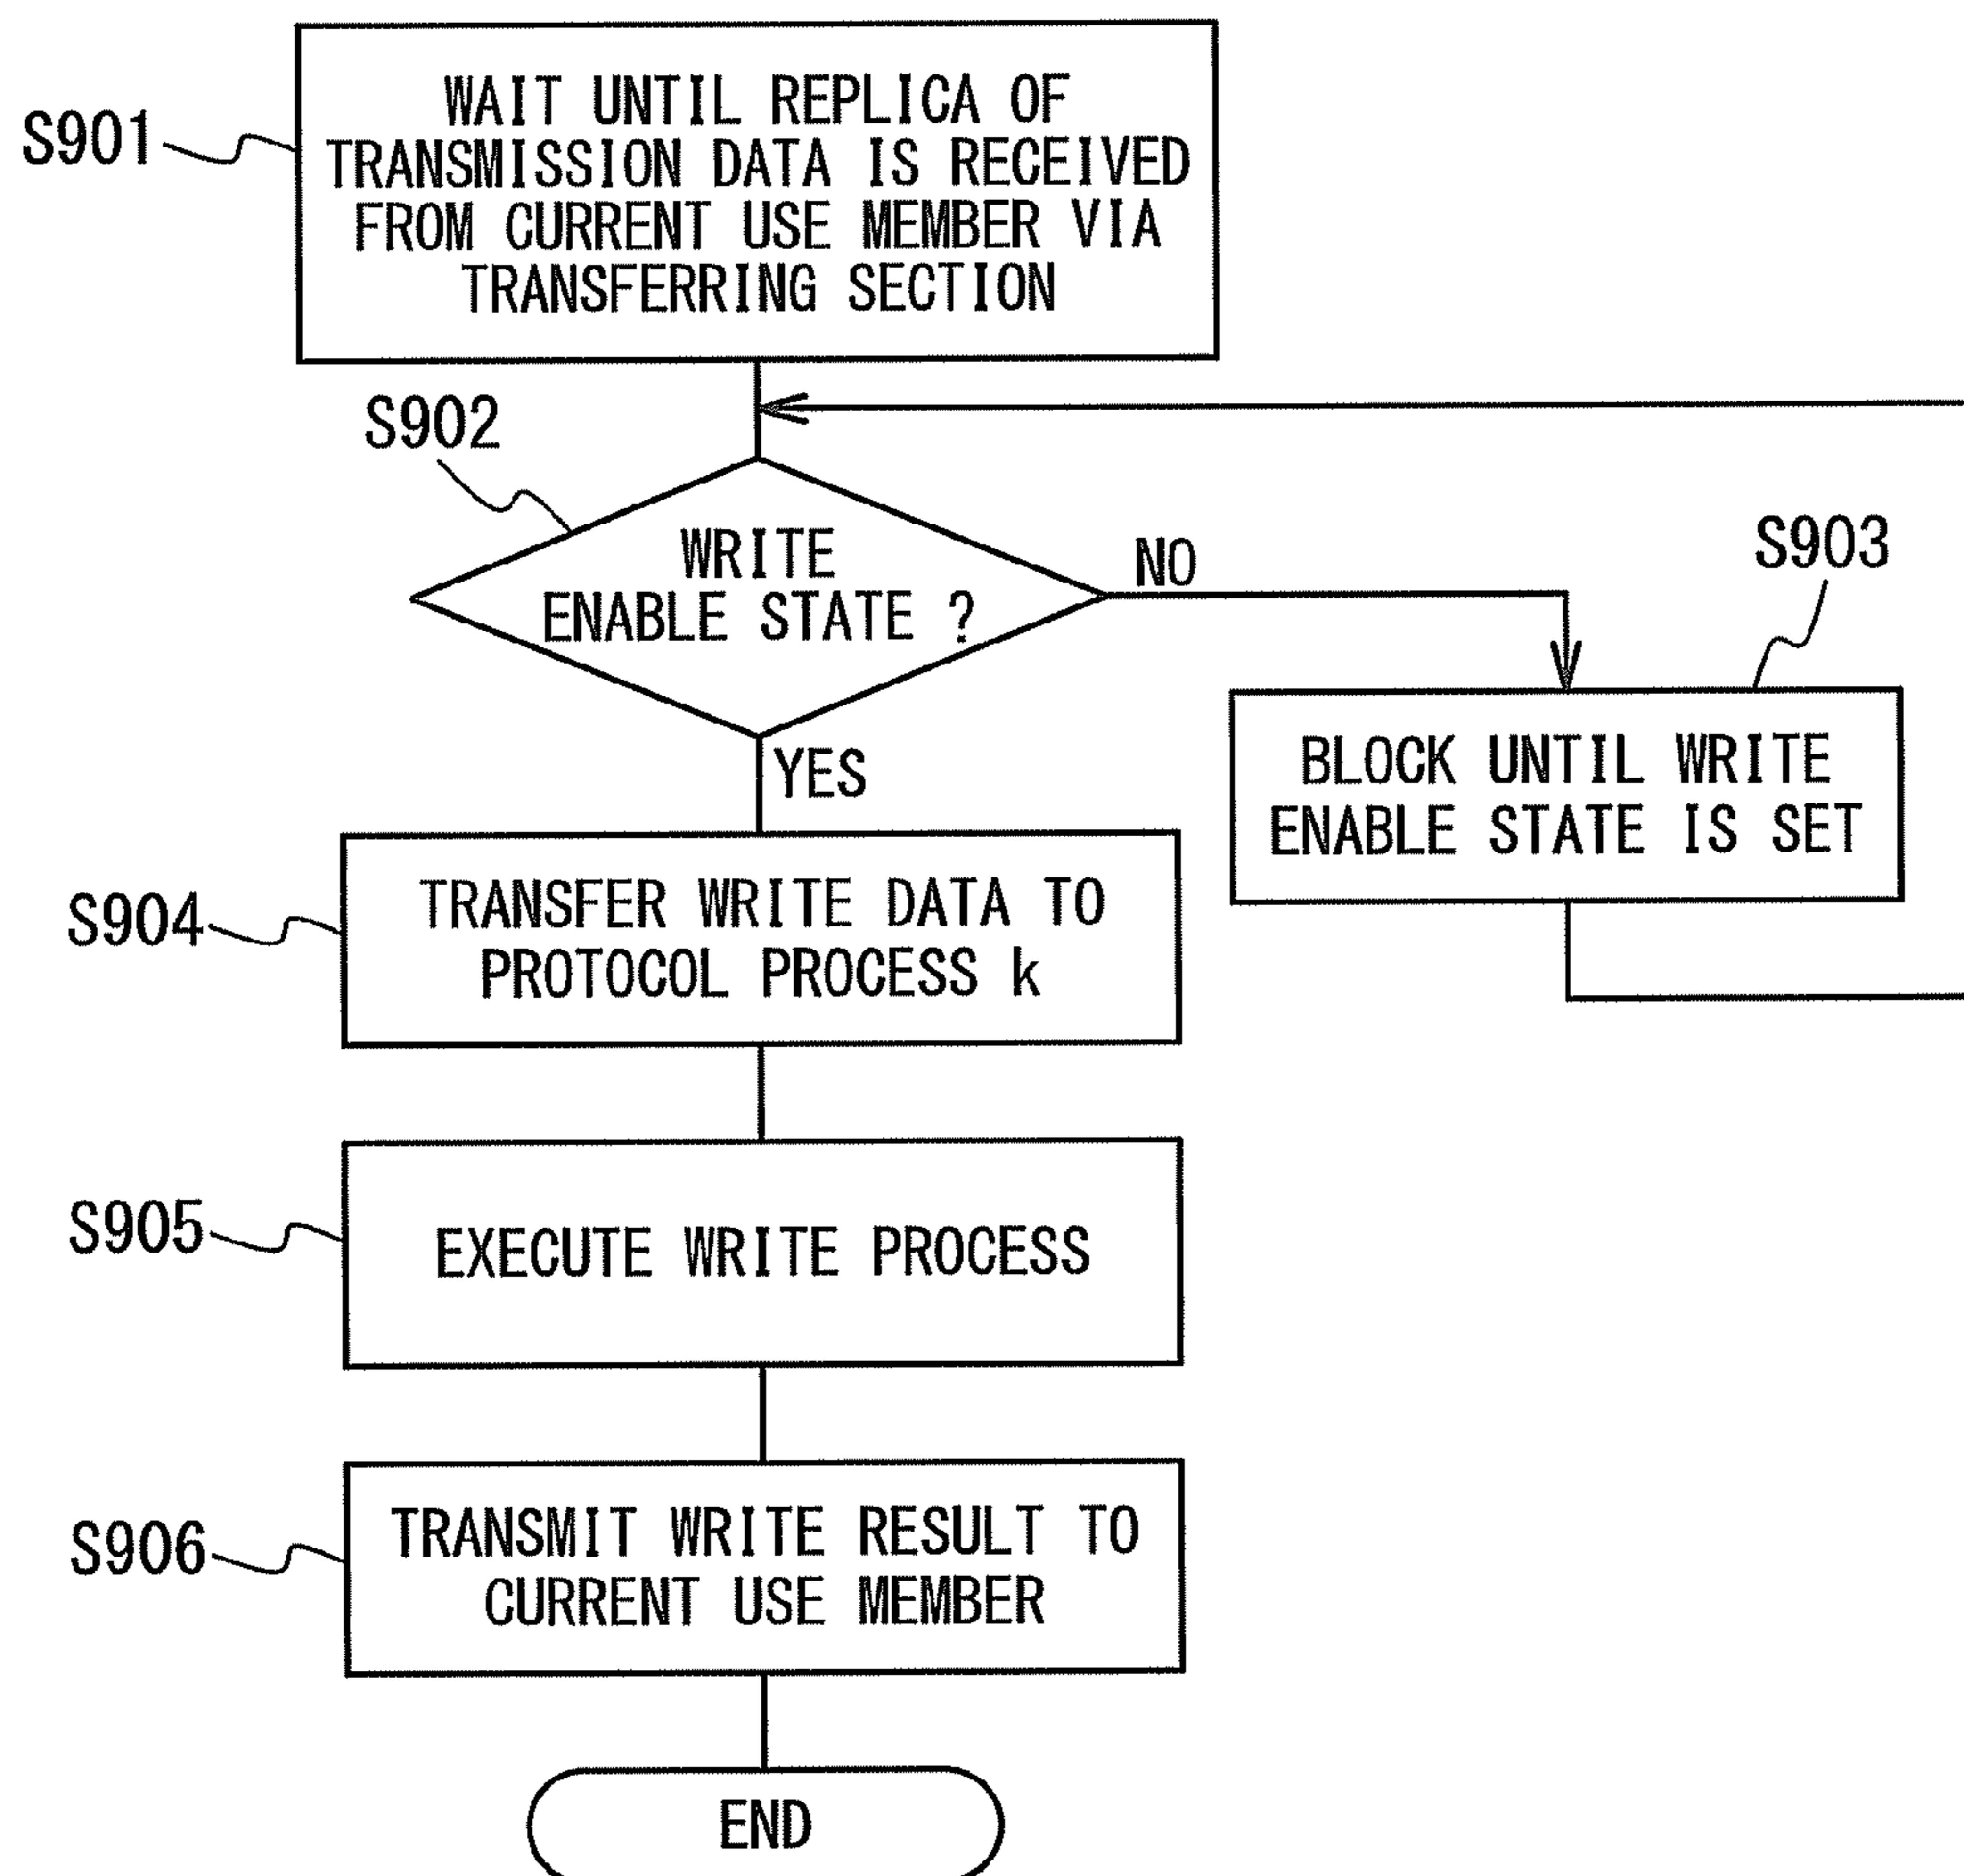 S901
WAIT UNTIL REPLICA OF
TRANSMISSION DATA IS RECEIVED
FROM CURRENT USE MEMBER VIA
TRANSFERRING SECTION
S902
WRITE
ENABLE STATE ?
NO
YES
S903
BLOCK UNTIL WRITE
ENABLE STATE IS SET
S904
TRANSFER WRITE DATA TO
PROTOCOL PROCESS k
S905
EXECUTE WRITE PROCESS
S906
TRANSMIT WRITE RESULT TO
CURRENT USE MEMBER
END